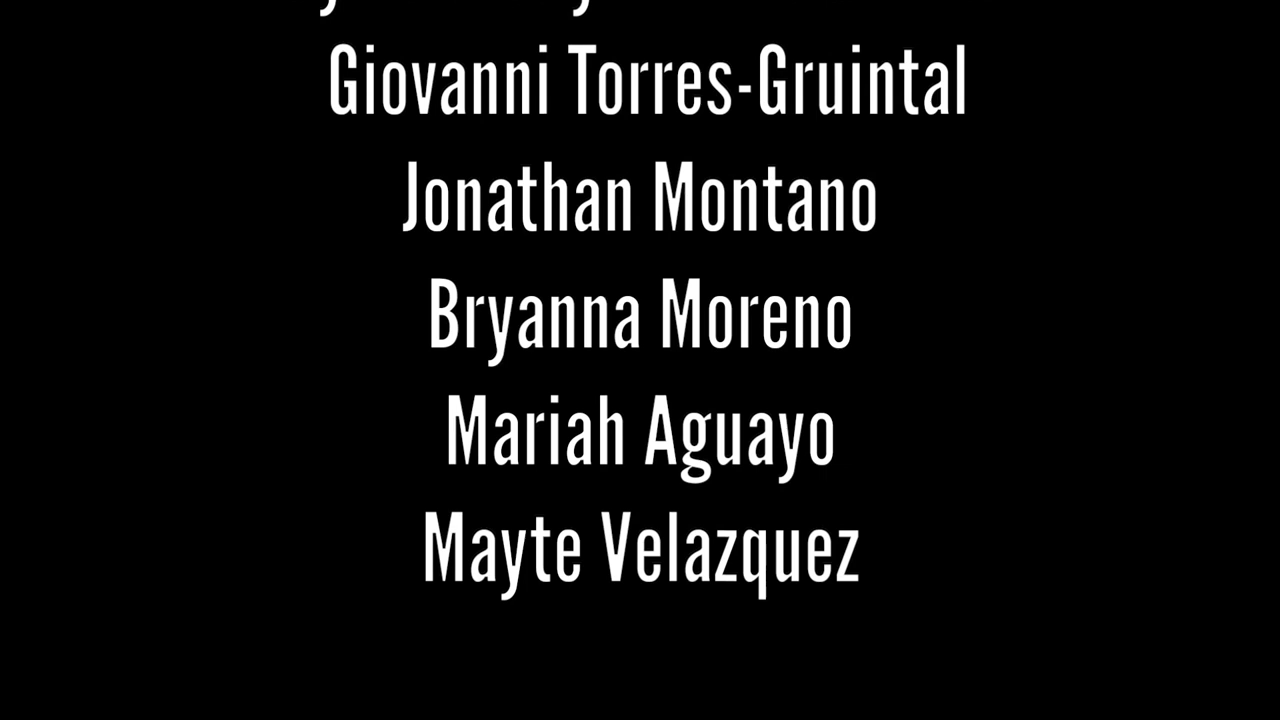 Giovanni Torres-Gruintal
Jonathan Montano
Bryanna Moreno
Mariah Aguayo
Mayte Velazquez